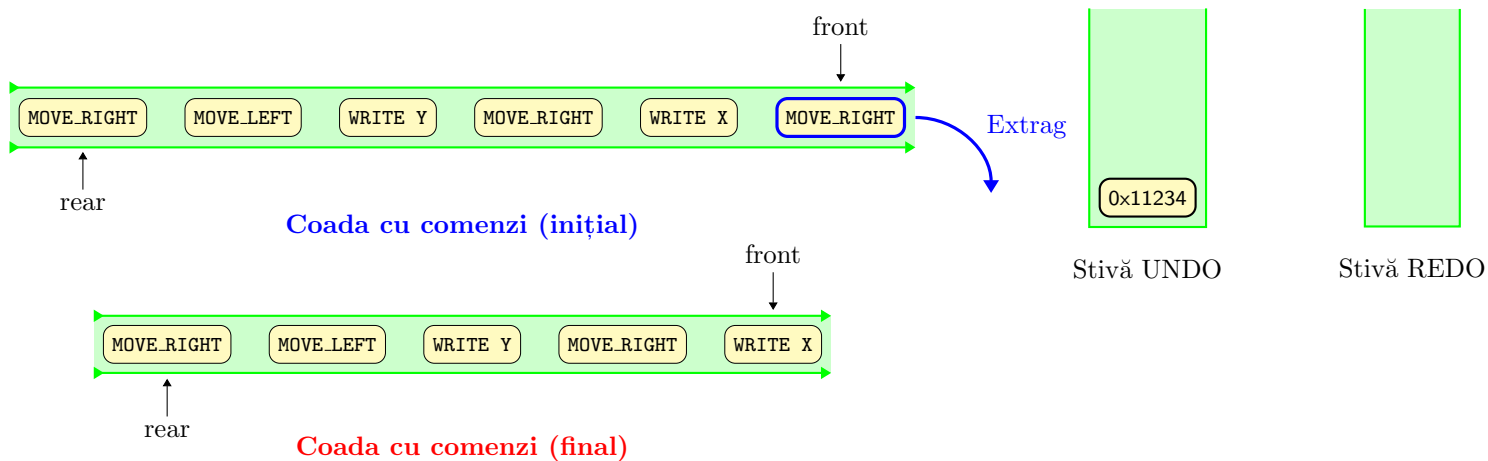 front
MOVE_RIGHT MOVE_LEFT WRITE Y MOVE_RIGHT WRITE X MOVE_RIGHT
Extrag
rear
Coada cu comenzi (inițial)
0x11234
Stivă UNDO
Stivă REDO
front
MOVE_RIGHT MOVE_LEFT WRITE Y MOVE_RIGHT WRITE X
rear
Coada cu comenzi (final)